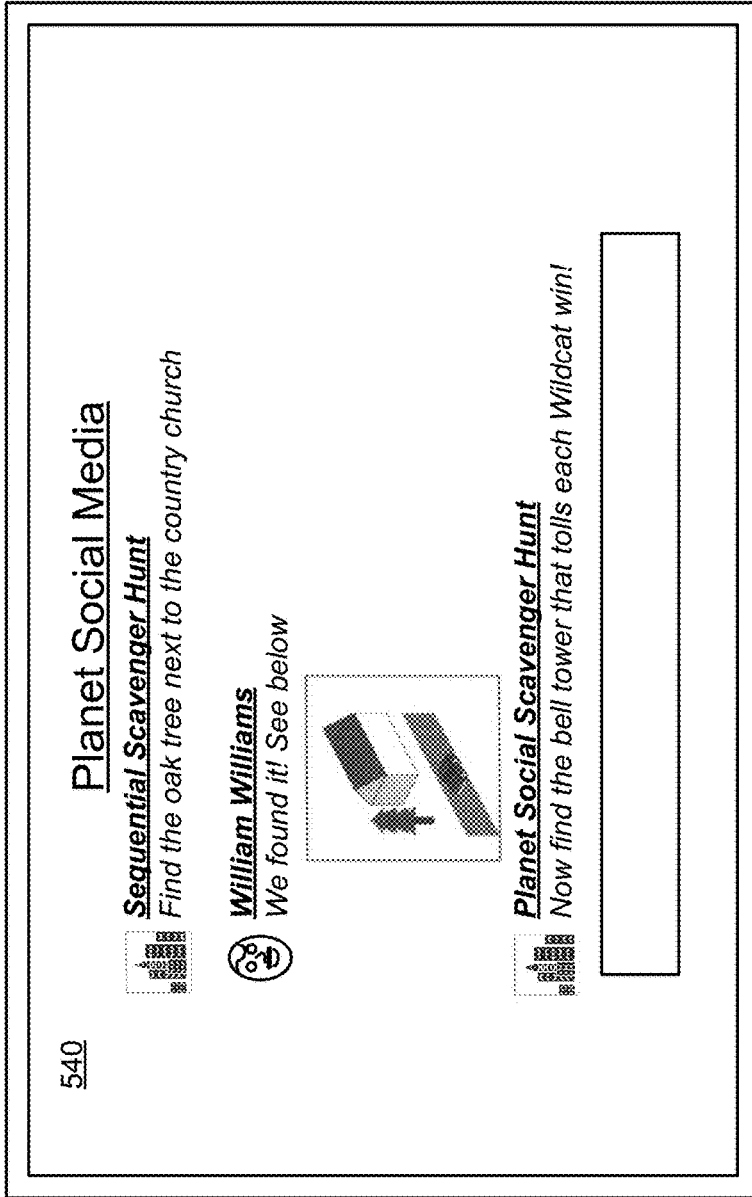 540
Planet Social Media
Sequential Scavenger Hunt
Find the oak tree next to the country church
William Williams
We found it! See below
Planet Social Scavenger Hunt
Now find the bell tower that tolls each Wildcat win!